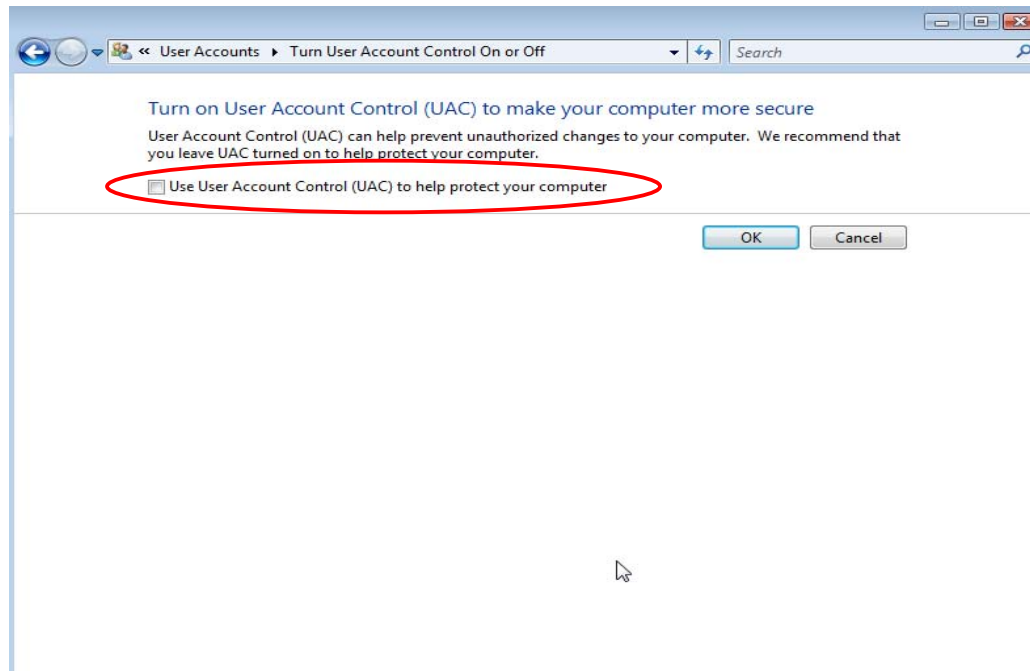 « User Accounts ▸ Turn User Account Control On or Off
Search
Turn on User Account Control (UAC) to make your computer more secure
User Account Control (UAC) can help prevent unauthorized changes to your computer. We recommend that
you leave UAC turned on to help protect your computer.
Use User Account Control (UAC) to help protect your computer
OK
Cancel